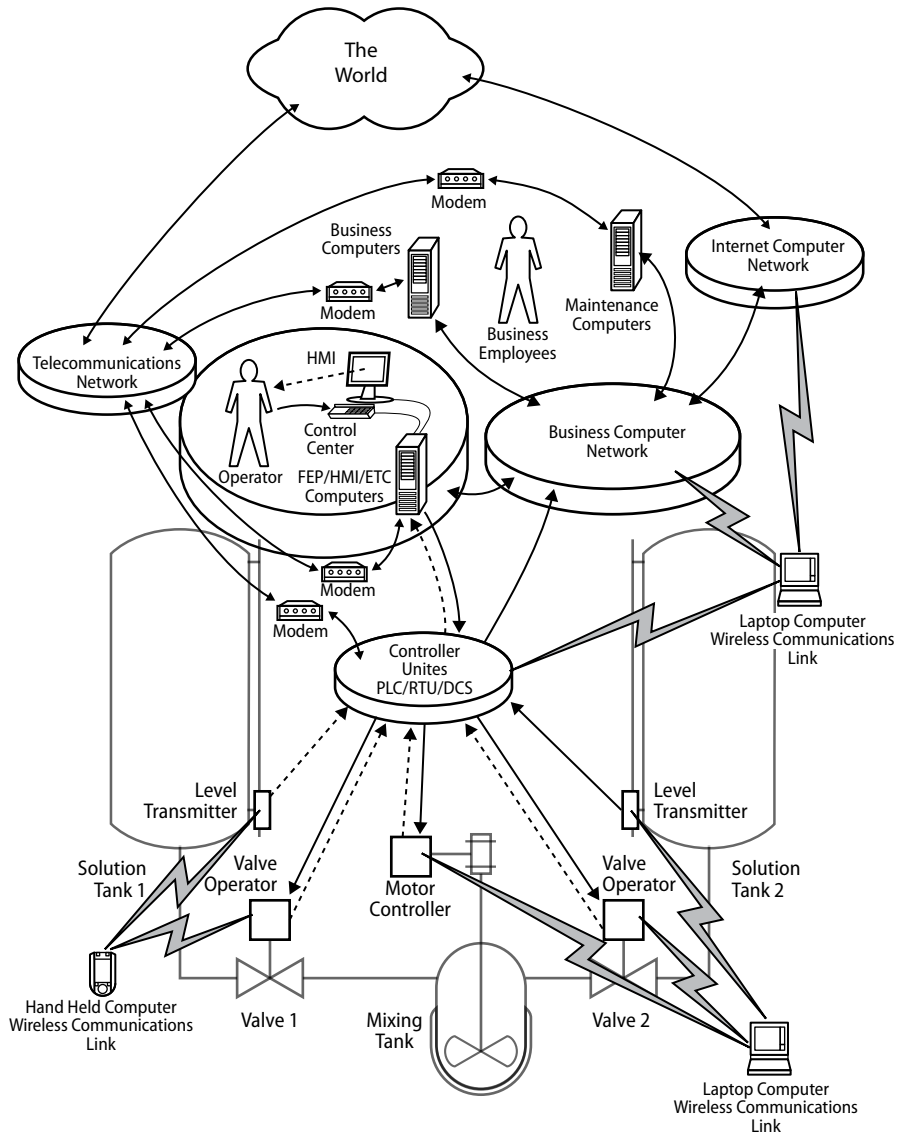 The
World
Modem
Business
Computers
Internet Computer
Network
Modem
Maintenance
Computers
Business
Employees
Telecommunications
Network
HMI
Control
Center
Operator
FEP/HMI/ETC
Computers
Business Computer
Network
Modem
Modem
Laptop Computer
Wireless Communications
Link
Controller
Unites
PLC/RTU/DCS
Level
Transmitter
Level
Transmitter
Solution
Tank 1
Valve
Operator
Motor
Controller
Valve
Operator
Solution
Tank 2
Hand Held Computer
Wireless Communications
Link
Valve 1
Mixing
Tank
Valve 2
Laptop Computer
Wireless Communications
Link